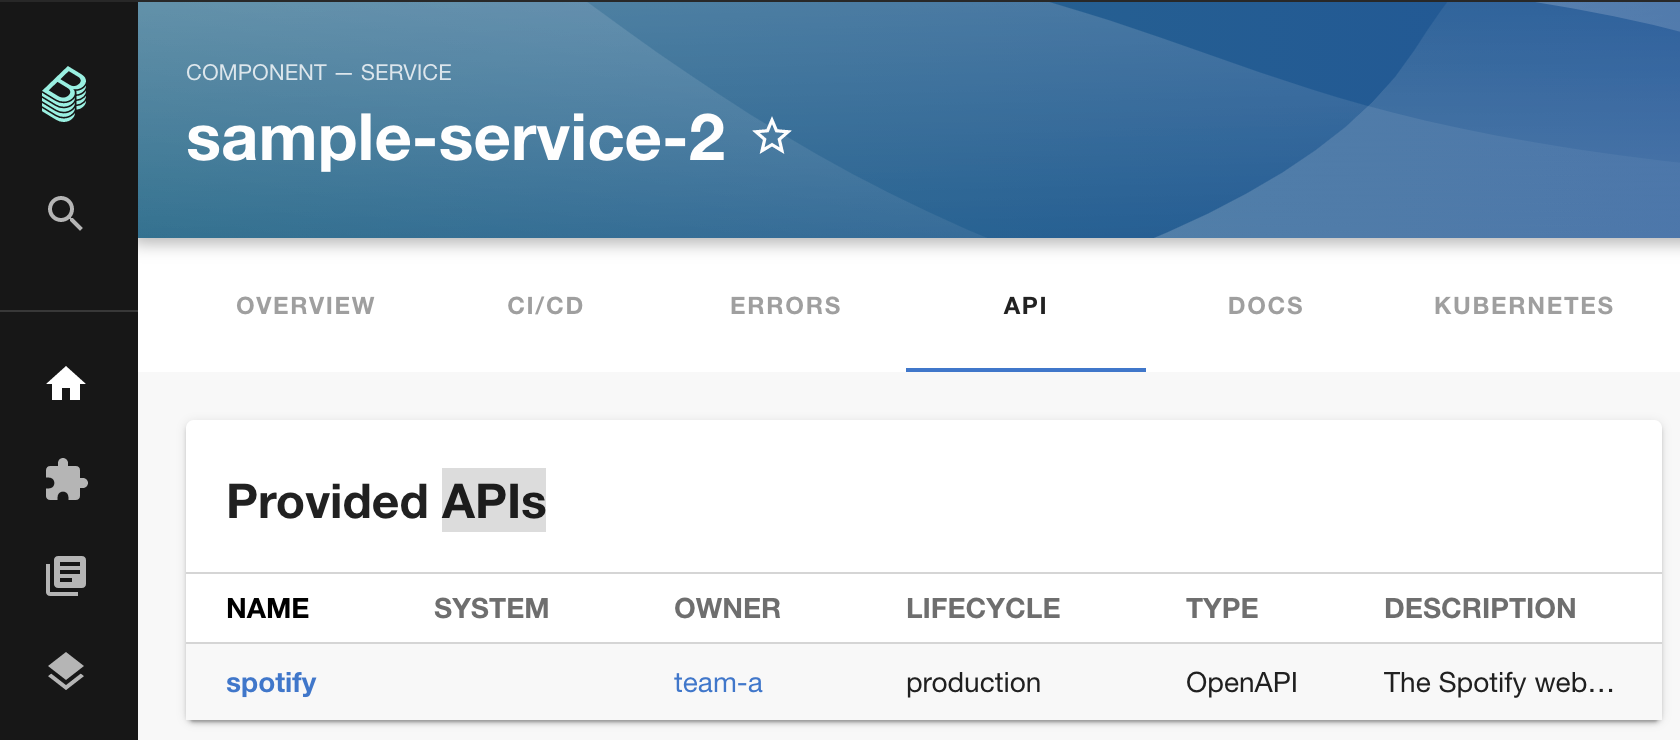 COMPONENT — SERVICE
sample-service-2
OVERVIEW CI/CD ERRORS API DOCS KUBERNETES
Provided APIs
NAME SYSTEM OWNER LIFECYCLE TYPE DESCRIPTION
spotify team-a production OpenAPI The Spotify web...